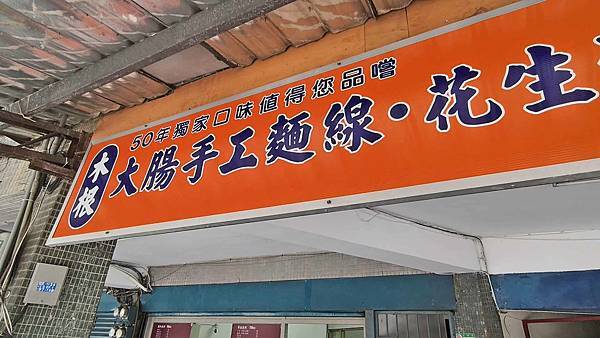 50年獨家口味值得您品嚐
木根
大腸手工麵線·花生